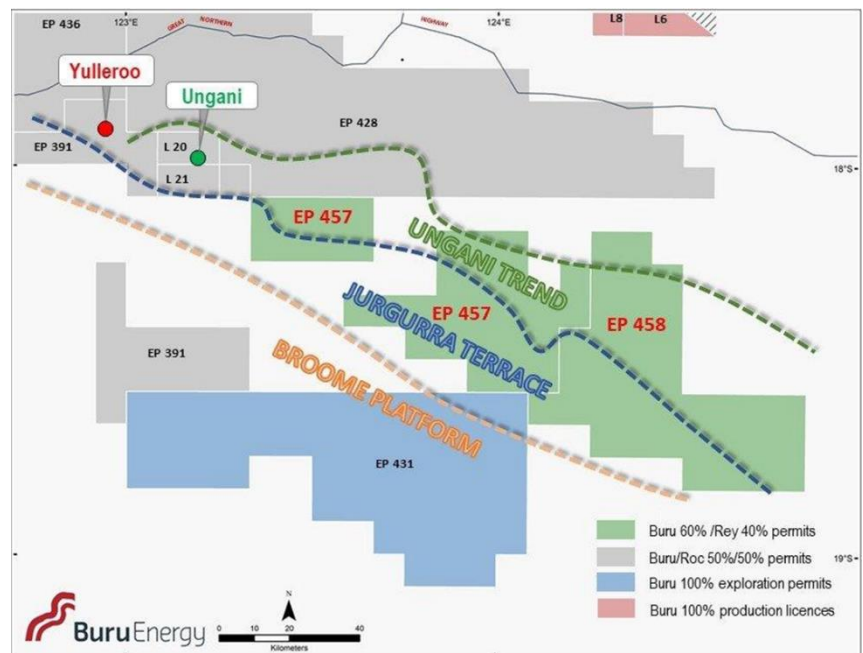 123°E
124°E
EP 436
GREAT NORTHERN HIGHWAY
L8
L6
Yulleroo
Ungani
EP 428
EP 391
L 20
L 21
18°S
EP 457
UNGANI TREND
EP 457
EP 458
JURGURRA TERRACE
EP 391
BROOME PLATFORM
EP 431
Buru 60% /Rey 40% permits
Buru/Roc 50%/50% permits
Buru 100% exploration permits
Buru 100% production licences
19°S
N
Buru Energy
0 10 20 40
Kilometers